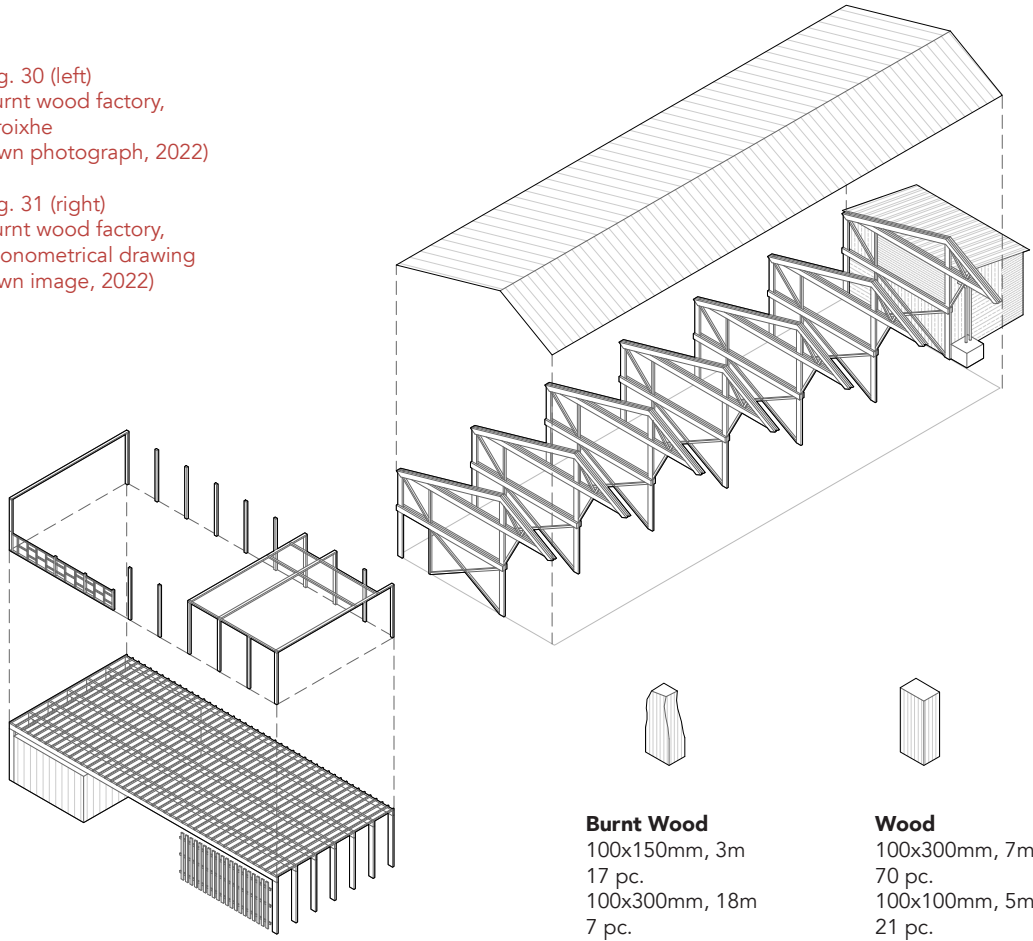 g. 30 (left)
urnt wood factory,
roixhe
wn photograph, 2022)
g. 31 (right)
urnt wood factory,
onometrical drawing
wn image, 2022)
Burnt Wood
100x150mm, 3m
17 pc.
100x300mm, 18m
7 pc.
Wood
100x300mm, 7m
70 pc.
100x100mm, 5m
21 pc.